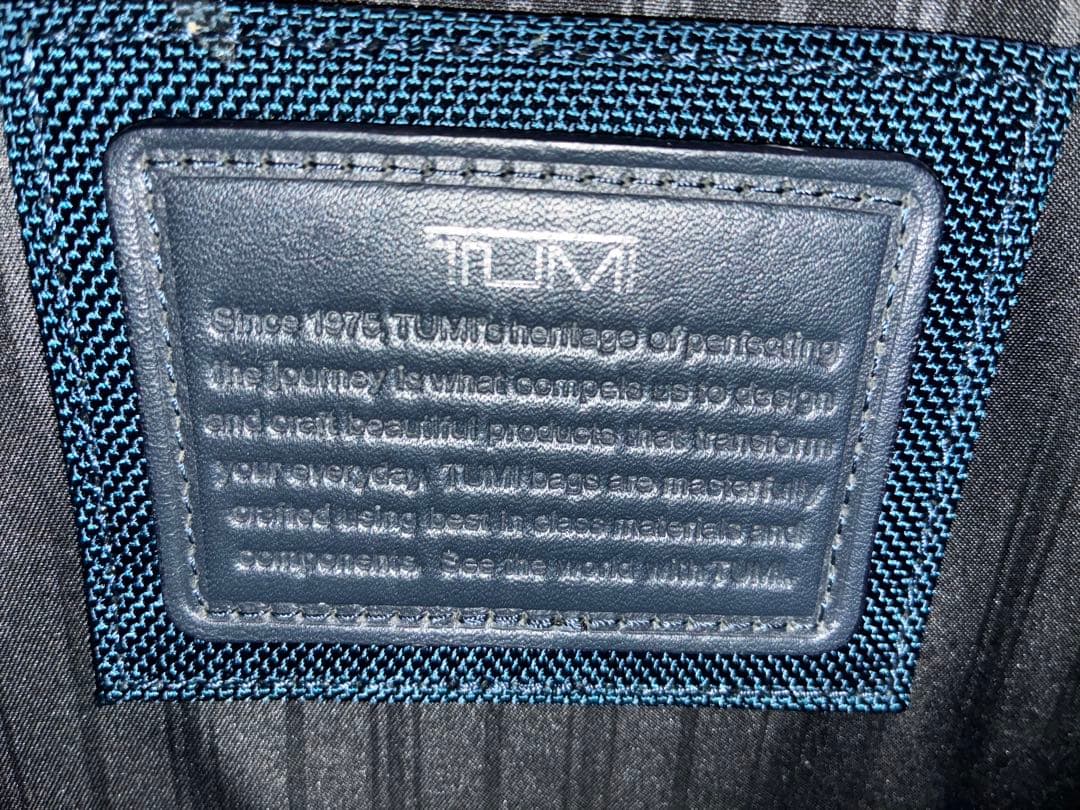 TUMI
Since 1975, TUMI's heritage of perfecting
the journey is what compels us to design
and craft beautiful products that transform
your everyday. TUMI bags are masterfully
crafted using best in class materials and
components. See the world with TUMI.